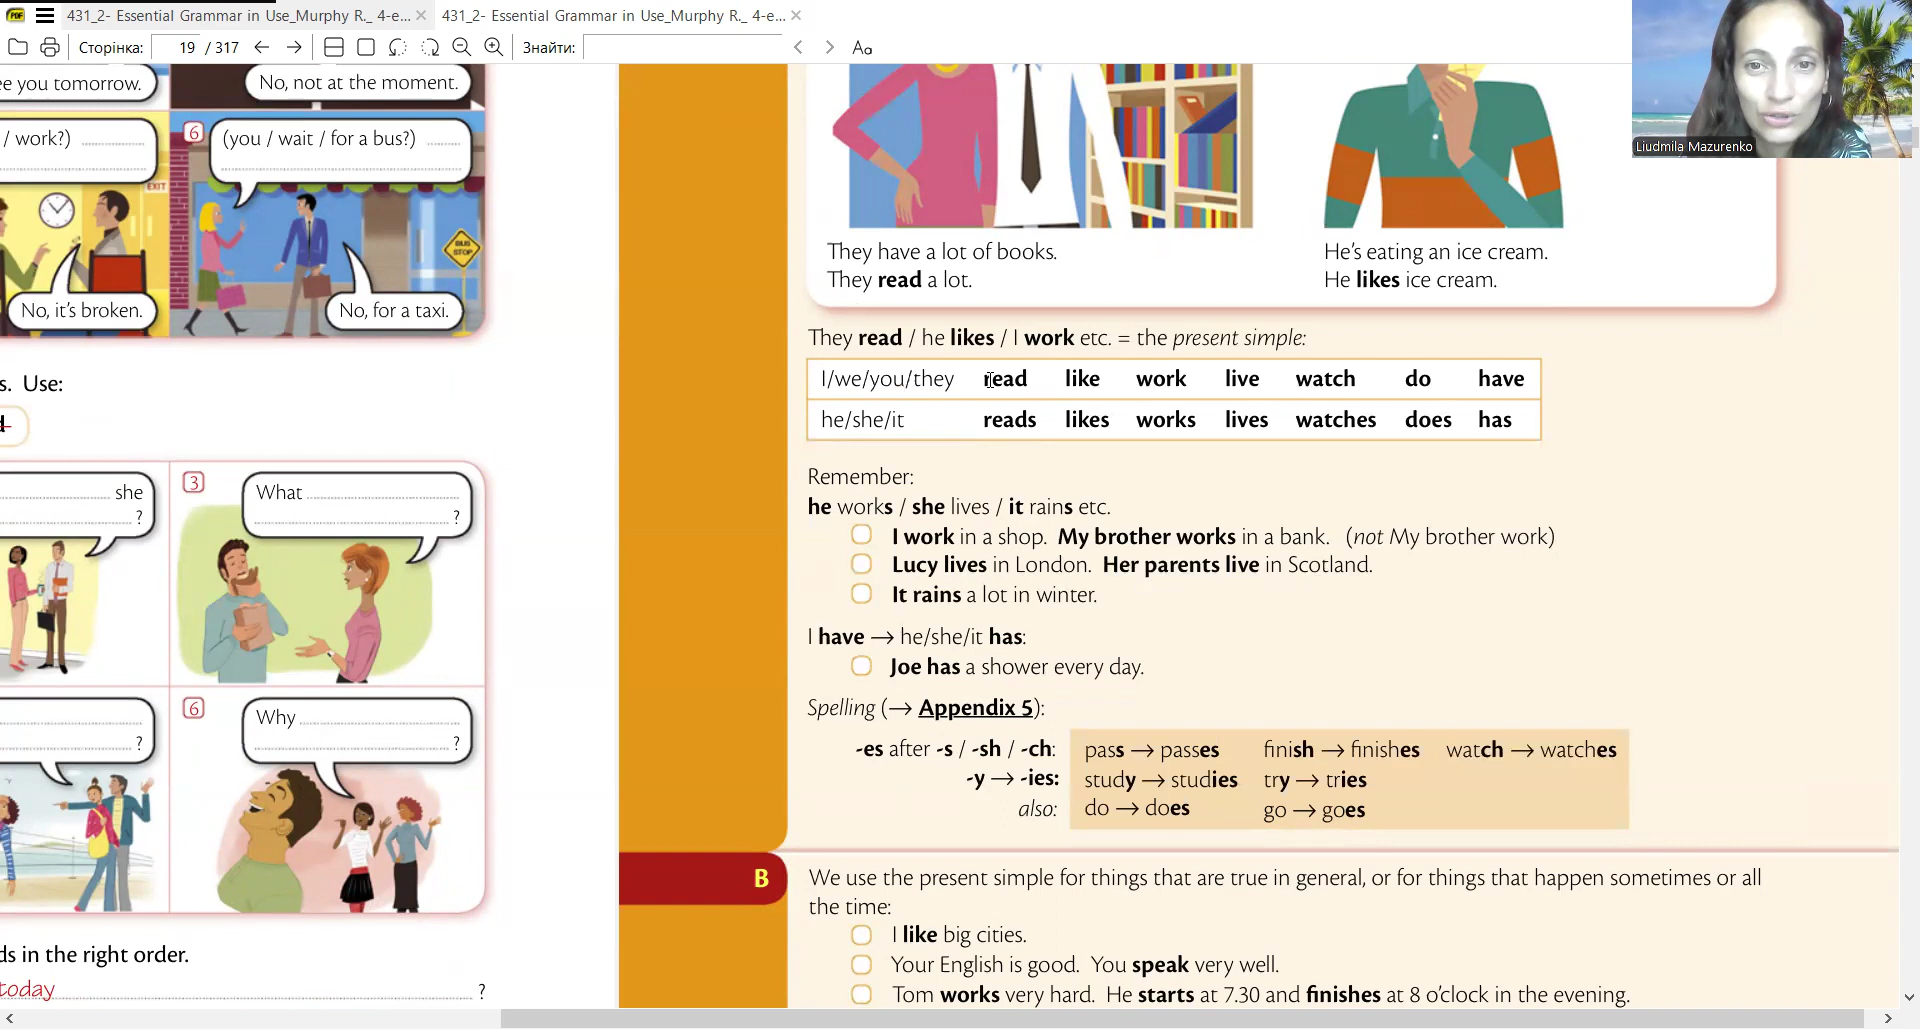 431_2- Essential Grammar in Use_Murphy R._ 4-e...
431_2- Essential Grammar in Use_Murphy R._ 4-e...
Сторінка: 19 / 317
Знайти:
Aa
Liudmila Mazurenko
ee you tomorrow.
No, not at the moment.
/ work?)
6
(you / wait / for a bus?)
EXIT
BUS STOP
No, it's broken.
No, for a taxi.
s. Use:
she
?
3
What
?
?
6
Why
?
ds in the right order.
today
?
They have a lot of books.
They read a lot.
He's eating an ice cream.
He likes ice cream.
They read / he likes / I work etc. = the present simple:
I/we/you/they read like work live watch do have
he/she/it reads likes works lives watches does has
Remember:
he works / she lives / it rains etc.
I work in a shop. My brother works in a bank. (not My brother work)
Lucy lives in London. Her parents live in Scotland.
It rains a lot in winter.
I have → he/she/it has:
Joe has a shower every day.
Spelling (→ Appendix 5):
-es after -s / -sh / -ch: pass → passes finish → finishes watch → watches
-y → -ies: study → studies try → tries
also: do → does go → goes
B
We use the present simple for things that are true in general, or for things that happen sometimes or all
the time:
I like big cities.
Your English is good. You speak very well.
Tom works very hard. He starts at 7.30 and finishes at 8 o'clock in the evening.